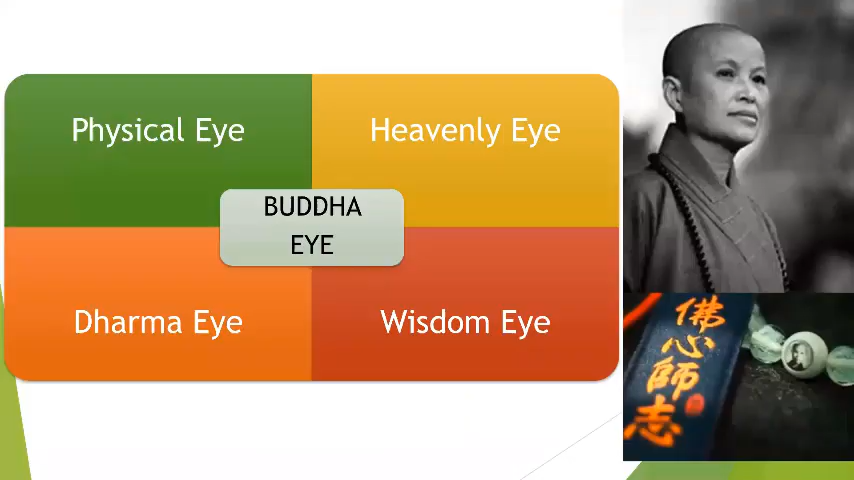 Physical Eye
Heavenly Eye
BUDDHA
EYE
Dharma Eye
Wisdom Eye
佛心師志